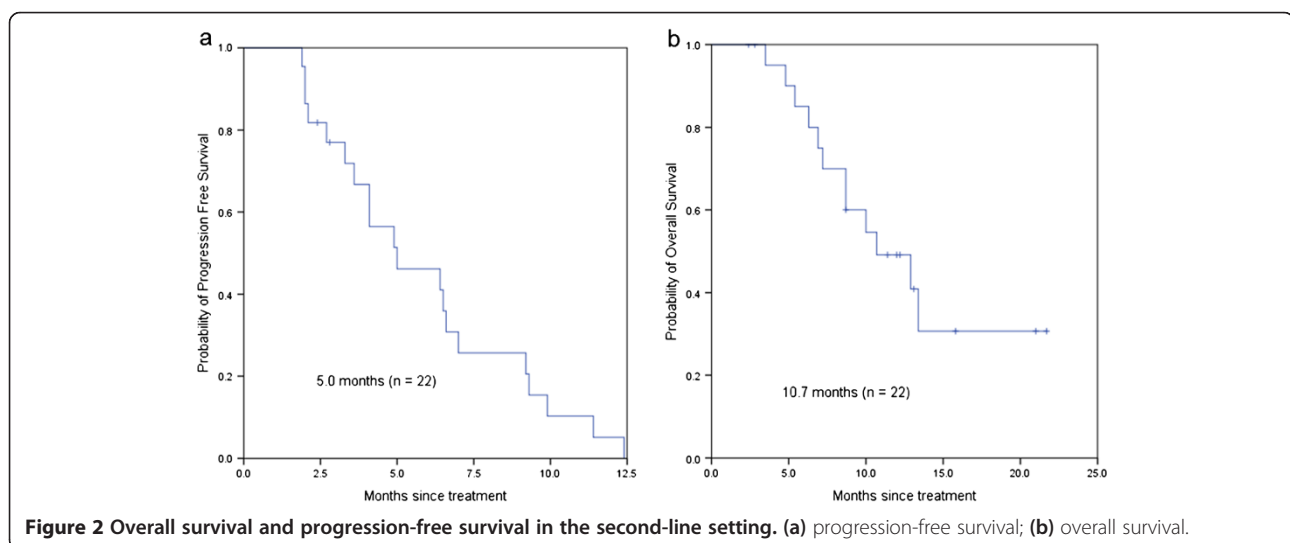 a
1.0
0.8
0.6
0.4
0.2
0.0
Probability of Progression Free Survival
5.0 months (n = 22)
0.0 2.5 5.0 7.5 10.0 12.5
Months since treatment
b
1.0
0.8
0.6
0.4
0.2
0.0
Probability of Overall Survival
10.7 months (n = 22)
0.0 5.0 10.0 15.0 20.0 25.0
Months since treatment
Figure 2 Overall survival and progression-free survival in the second-line setting. (a) progression-free survival; (b) overall survival.